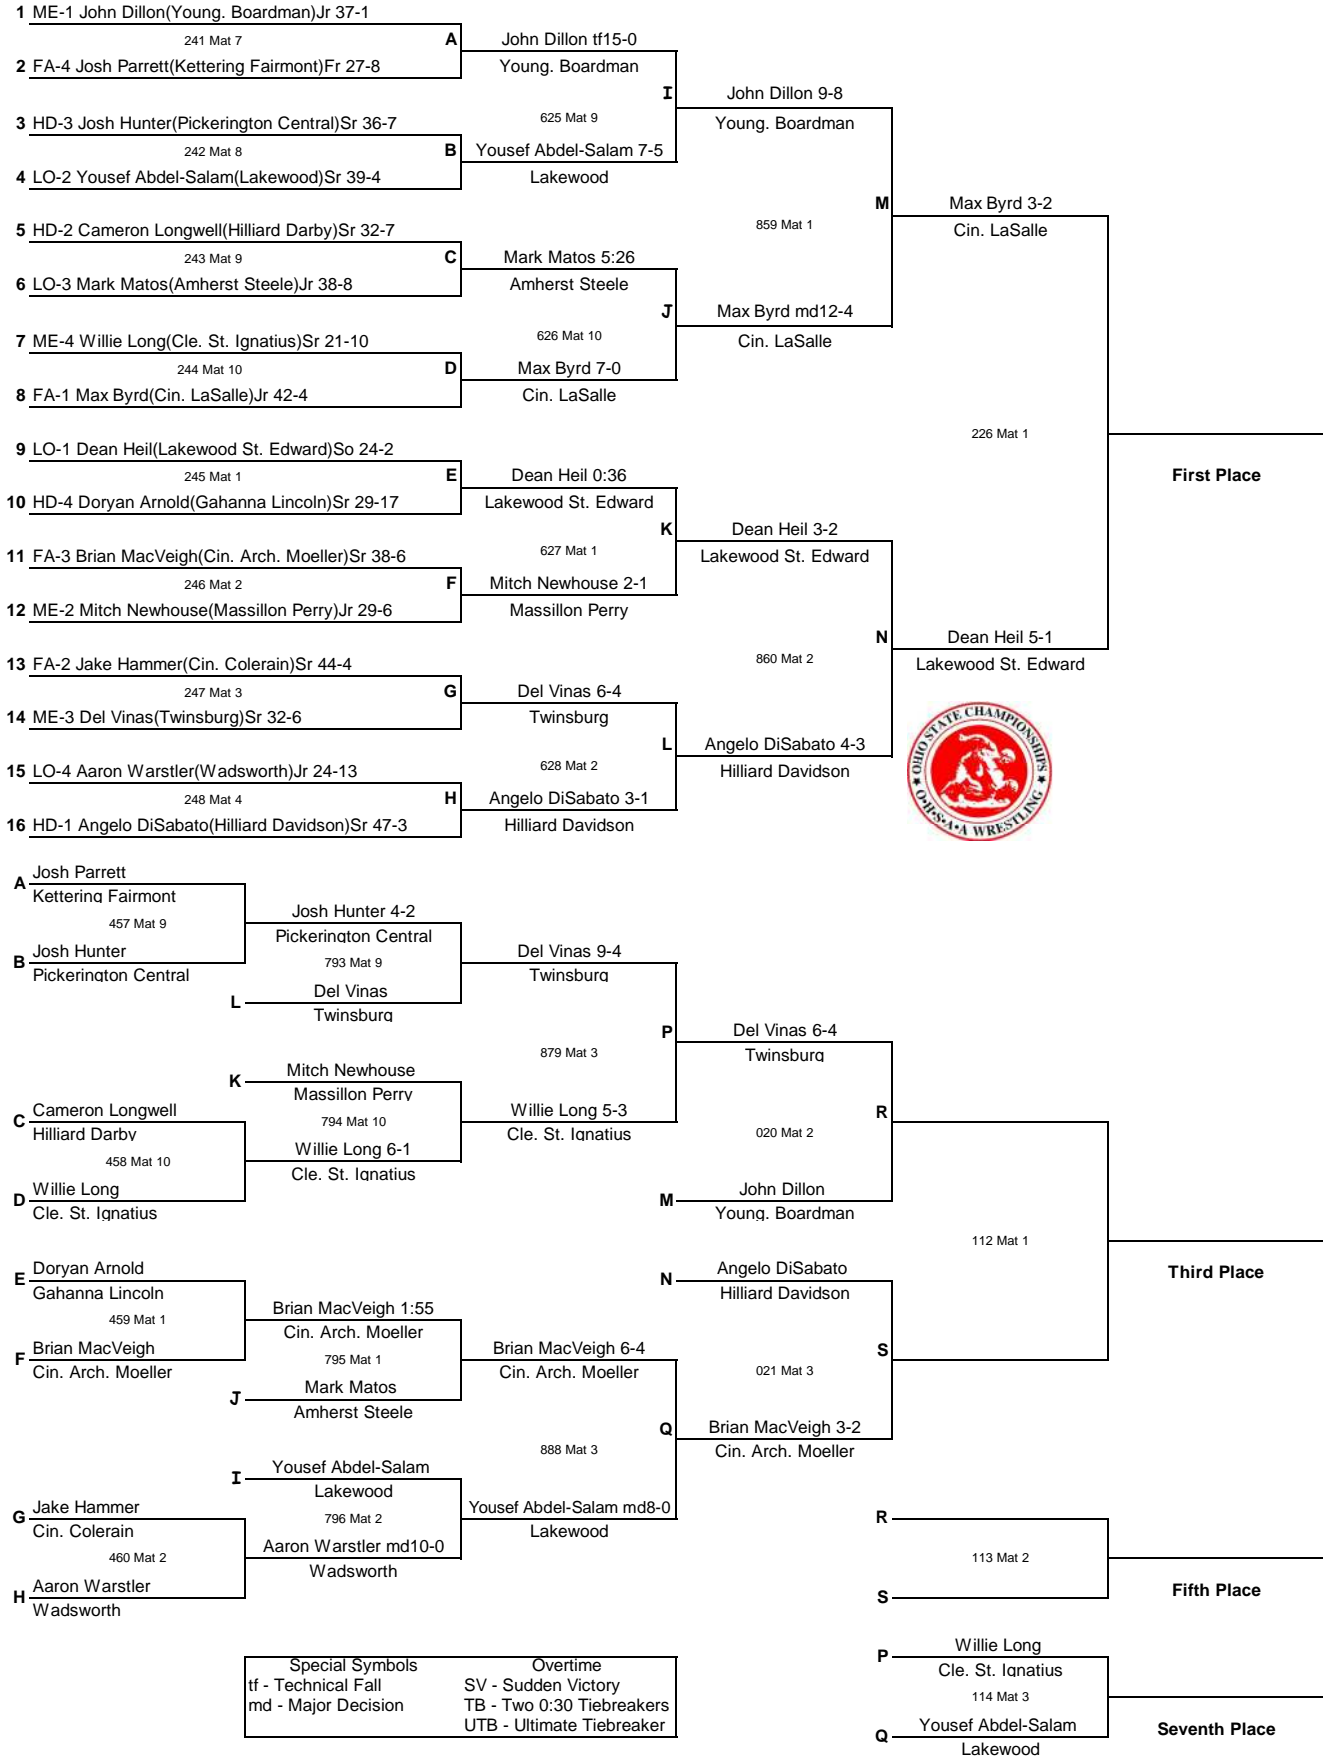 1 ME-1 John Dillon(Young. Boardman)Jr 37-1
241 Mat 7
A
2 FA-4 Josh Parrett(Kettering Fairmont)Fr 27-8
John Dillon tf15-0
Young. Boardman
I
625 Mat 9
3 HD-3 Josh Hunter(Pickerington Central)Sr 36-7
242 Mat 8
B
4 LO-2 Yousef Abdel-Salam(Lakewood)Sr 39-4
Yousef Abdel-Salam 7-5
Lakewood
John Dillon 9-8
Young. Boardman
M
859 Mat 1
5 HD-2 Cameron Longwell(Hilliard Darby)Sr 32-7
243 Mat 9
C
6 LO-3 Mark Matos(Amherst Steele)Jr 38-8
Mark Matos 5:26
Amherst Steele
J
626 Mat 10
7 ME-4 Willie Long(Cle. St. Ignatius)Sr 21-10
244 Mat 10
D
8 FA-1 Max Byrd(Cin. LaSalle)Jr 42-4
Max Byrd 7-0
Cin. LaSalle
Max Byrd md12-4
Cin. LaSalle
Max Byrd 3-2
Cin. LaSalle
226 Mat 1
First Place
9 LO-1 Dean Heil(Lakewood St. Edward)So 24-2
245 Mat 1
E
10 HD-4 Doryan Arnold(Gahanna Lincoln)Sr 29-17
Dean Heil 0:36
Lakewood St. Edward
K
627 Mat 1
11 FA-3 Brian MacVeigh(Cin. Arch. Moeller)Sr 38-6
246 Mat 2
F
12 ME-2 Mitch Newhouse(Massillon Perry)Jr 29-6
Mitch Newhouse 2-1
Massillon Perry
Dean Heil 3-2
Lakewood St. Edward
N
860 Mat 2
13 FA-2 Jake Hammer(Cin. Colerain)Sr 44-4
247 Mat 3
G
14 ME-3 Del Vinas(Twinsburg)Sr 32-6
Del Vinas 6-4
Twinsburg
L
628 Mat 2
15 LO-4 Aaron Warstler(Wadsworth)Jr 24-13
248 Mat 4
H
16 HD-1 Angelo DiSabato(Hilliard Davidson)Sr 47-3
Angelo DiSabato 3-1
Hilliard Davidson
Angelo DiSabato 4-3
Hilliard Davidson
Dean Heil 5-1
Lakewood St. Edward
OHIO STATE CHAMPIONSHIPS
O.H.S.A.A WRESTLING
A Josh Parrett
Kettering Fairmont
457 Mat 9
B Josh Hunter
Pickerington Central
Josh Hunter 4-2
Pickerington Central
793 Mat 9
L Del Vinas
Twinsburg
Del Vinas 9-4
Twinsburg
P
879 Mat 3
K Mitch Newhouse
Massillon Perry
794 Mat 10
C Cameron Longwell
Hilliard Darby
458 Mat 10
D Willie Long
Cle. St. Ignatius
Willie Long 6-1
Cle. St. Ignatius
Willie Long 5-3
Cle. St. Ignatius
Del Vinas 6-4
Twinsburg
R
020 Mat 2
M John Dillon
Young. Boardman
112 Mat 1
Third Place
E Doryan Arnold
Gahanna Lincoln
459 Mat 1
F Brian MacVeigh
Cin. Arch. Moeller
Brian MacVeigh 1:55
Cin. Arch. Moeller
795 Mat 1
J Mark Matos
Amherst Steele
Brian MacVeigh 6-4
Cin. Arch. Moeller
Q
888 Mat 3
N Angelo DiSabato
Hilliard Davidson
S
021 Mat 3
Brian MacVeigh 3-2
Cin. Arch. Moeller
I Yousef Abdel-Salam
Lakewood
796 Mat 2
G Jake Hammer
Cin. Colerain
460 Mat 2
H Aaron Warstler
Wadsworth
Aaron Warstler md10-0
Wadsworth
Yousef Abdel-Salam md8-0
Lakewood
R
113 Mat 2
S
Fifth Place
P Willie Long
Cle. St. Ignatius
114 Mat 3
Q Yousef Abdel-Salam
Lakewood
Seventh Place
Special Symbols
tf - Technical Fall
md - Major Decision
Overtime
SV - Sudden Victory
TB - Two 0:30 Tiebreakers
UTB - Ultimate Tiebreaker